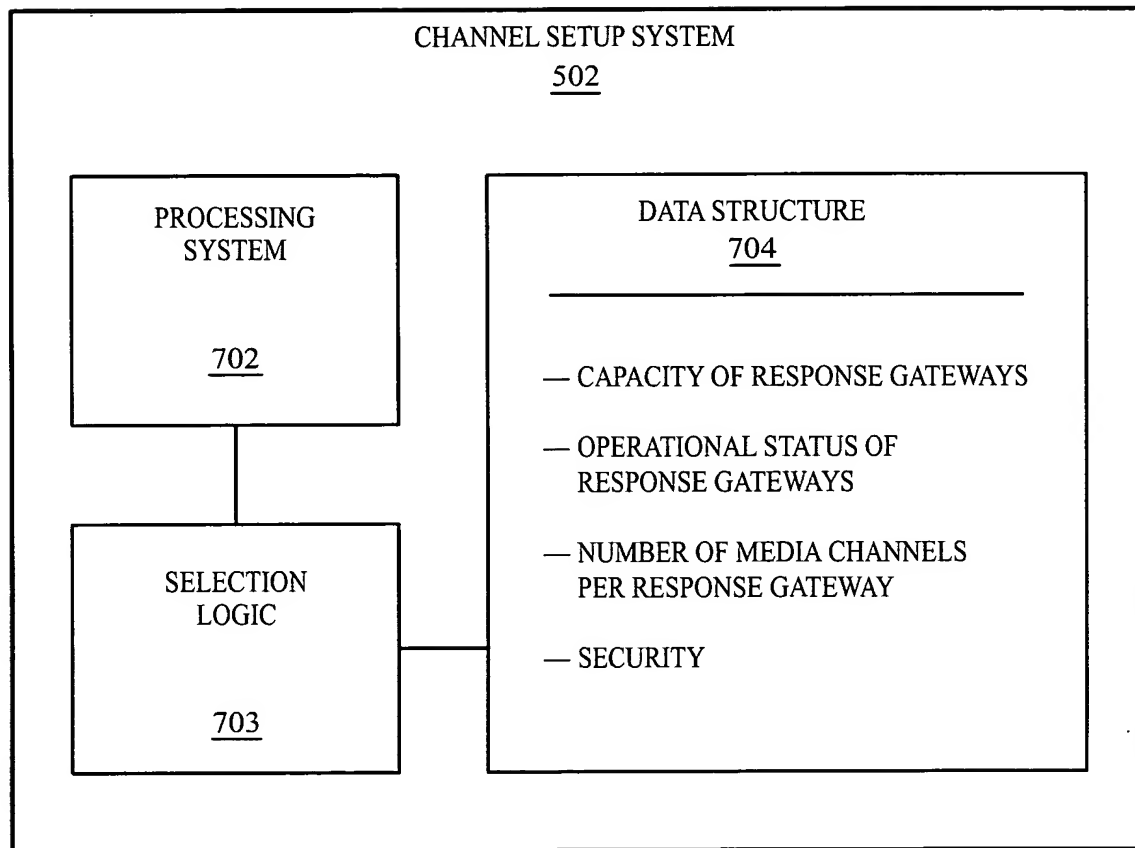 CHANNEL SETUP SYSTEM
502
PROCESSING
SYSTEM
702
SELECTION
LOGIC
703
DATA STRUCTURE
704
— CAPACITY OF RESPONSE GATEWAYS
— OPERATIONAL STATUS OF
RESPONSE GATEWAYS
— NUMBER OF MEDIA CHANNELS
PER RESPONSE GATEWAY
— SECURITY